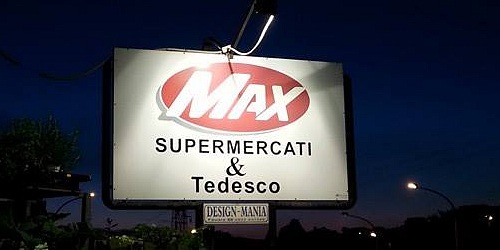 MAX
SUPERMERCATI
&
Tedesco
DESIGN-MANIA